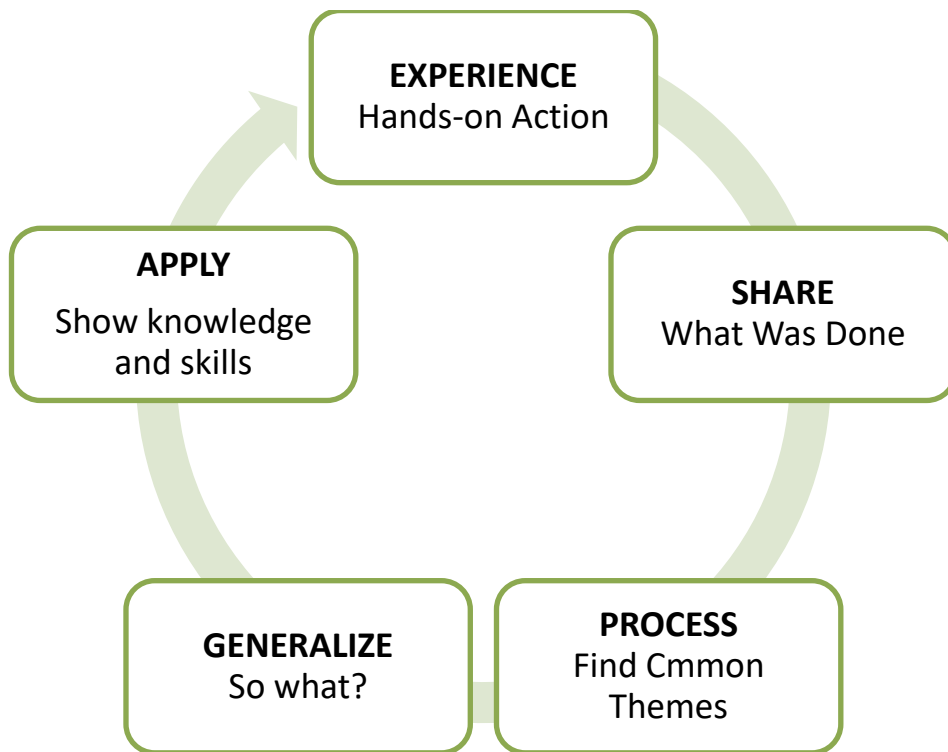 EXPERIENCE
Hands-on Action
SHARE
What Was Done
PROCESS
Find Cmmon
Themes
GENERALIZE
So what?
APPLY
Show knowledge
and skills